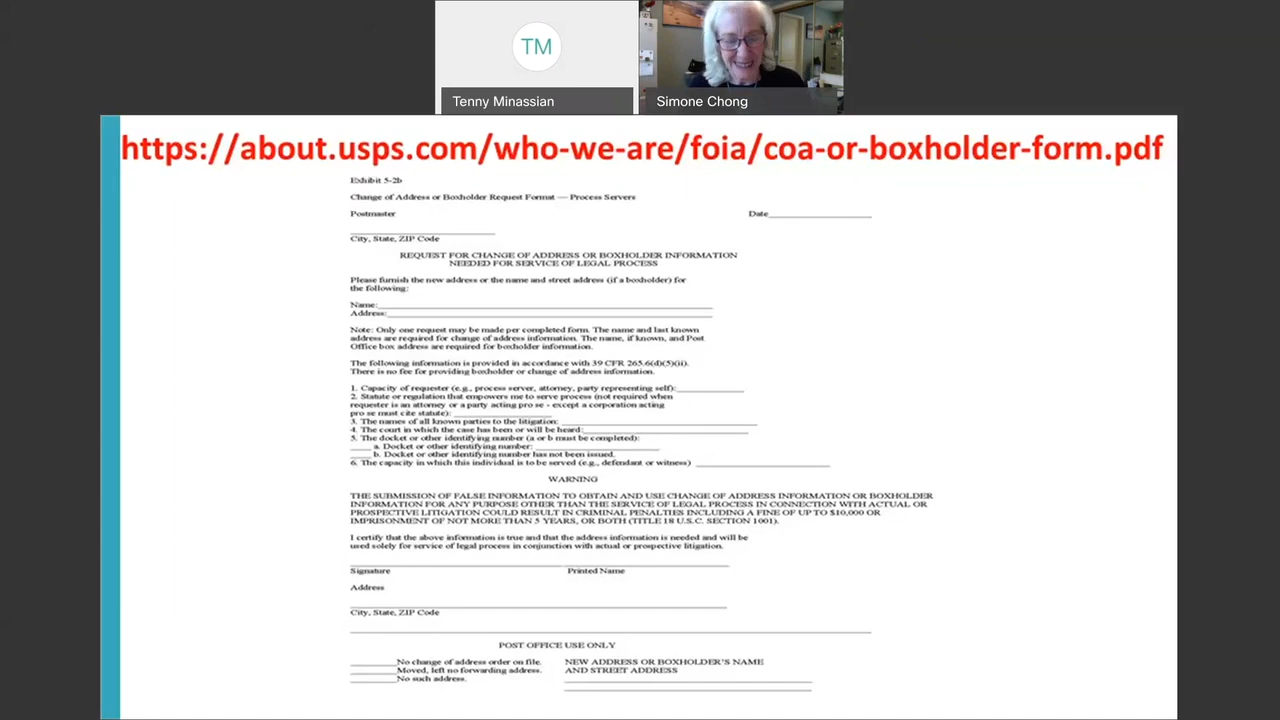 TM
Tenny Minassian
Simone Chong
https://about.usps.com/who-we-are/foia/coa-or-boxholder-form.pdf
Exhibit 5-2b
Change of Address or Boxholder Request Format — Process Servers
Postmaster Date____________________
____________________________
City, State, ZIP Code
REQUEST FOR CHANGE OF ADDRESS OR BOXHOLDER INFORMATION
NEEDED FOR SERVICE OF LEGAL PROCESS
Please furnish the new address or the name and street address (if a boxholder) for
the following:
Name:____________________
Address:____________________
Note: Only one request may be made per completed form. The name and last known
address are required for change of address information. The name, if known, and Post
Office box address are required for boxholder information.
The following information is provided in accordance with 39 CFR 265.6(d)(5)(ii).
There is no fee for providing boxholder or change of address information.
1. Capacity of requester (e.g., process server, attorney, party representing self):____________
2. Statute or regulation that empowers me to serve process (not required when
requester is an attorney or a party acting pro se - except a corporation acting
pro se must cite statute): ____________________
3. The names of all known parties to the litigation: ____________________
4. The court in which the case has been or will be heard:____________________
5. The docket or other identifying number (a or b must be completed):
____ a. Docket or other identifying number: ____________________
____ b. Docket or other identifying number has not been issued.
6. The capacity in which this individual is to be served (e.g., defendant or witness) ____________________
WARNING
THE SUBMISSION OF FALSE INFORMATION TO OBTAIN AND USE CHANGE OF ADDRESS INFORMATION OR BOXHOLDER
INFORMATION FOR ANY PURPOSE OTHER THAN THE SERVICE OF LEGAL PROCESS IN CONNECTION WITH ACTUAL OR
PROSPECTIVE LITIGATION COULD RESULT IN CRIMINAL PENALTIES INCLUDING A FINE OF UP TO $10,000 OR
IMPRISONMENT OF NOT MORE THAN 5 YEARS, OR BOTH (TITLE 18 U.S.C. SECTION 1001).
I certify that the above information is true and that the address information is needed and will be
used solely for service of legal process in conjunction with actual or prospective litigation.
Signature Printed Name
Address
City, State, ZIP Code
POST OFFICE USE ONLY
________No change of address order on file. NEW ADDRESS OR BOXHOLDER'S NAME
________Moved, left no forwarding address. AND STREET ADDRESS
________No such address.